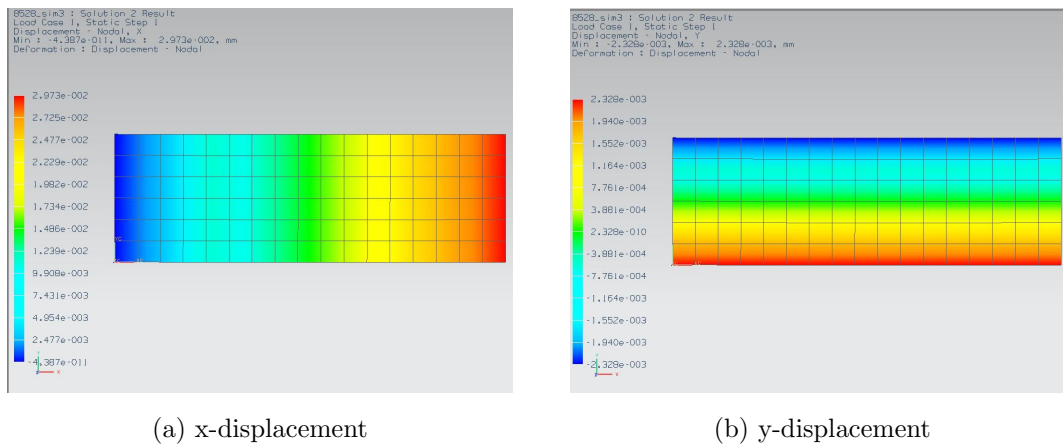 8528_sim3 : Solution 2 Result
Load Case 1, Static Step 1
Displacement - Nodal, X
Min : -4.387e-011, Max : 2.973e-002, mm
Deformation : Displacement - Nodal
2.973e-002
2.725e-002
2.477e-002
2.229e-002
1.982e-002
1.734e-002
1.486e-002
1.239e-002
9.908e-003
7.431e-003
4.954e-003
2.477e-003
-4.387e-011
YC
Y
X
(a) x-displacement
8528_sim3 : Solution 2 Result
Load Case 1, Static Step 1
Displacement - Nodal, Y
Min : -2.328e-003, Max : 2.328e-003, mm
Deformation : Displacement - Nodal
2.328e-003
1.940e-003
1.552e-003
1.164e-003
7.761e-004
3.881e-004
2.328e-010
-3.881e-004
-7.761e-004
-1.164e-003
-1.552e-003
-1.940e-003
-2.328e-003
Y
X
(b) y-displacement